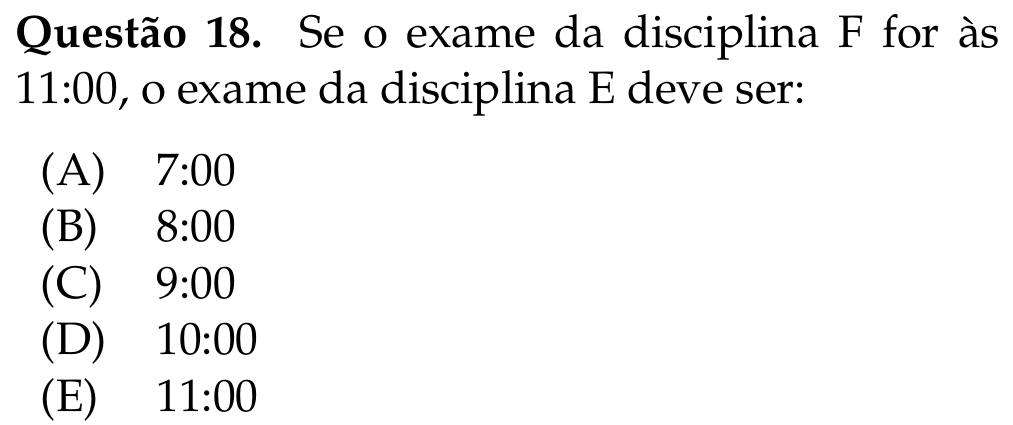 Questão 18. Se o exame da disciplina F for às
11:00, o exame da disciplina E deve ser:
(A) 7:00
(B) 8:00
(C) 9:00
(D) 10:00
(E) 11:00